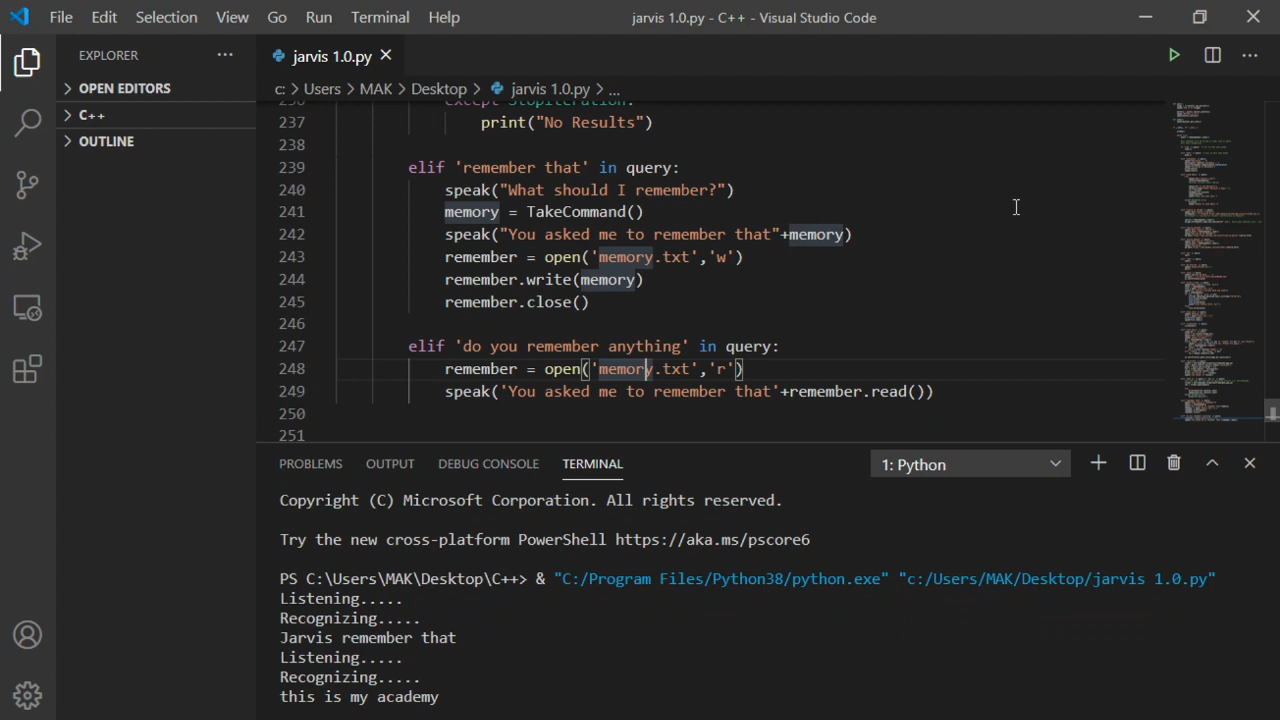 File Edit Selection View Go Run Terminal Help
jarvis 1.0.py - C++ - Visual Studio Code
EXPLORER
OPEN EDITORS
C++
OUTLINE
jarvis 1.0.py
c: > Users > MAK > Desktop > jarvis 1.0.py > ...
236 except StopIteration:
237 print("No Results")
238
239 elif 'remember that' in query:
240 speak("What should I remember?")
241 memory = TakeCommand()
242 speak("You asked me to remember that"+memory)
243 remember = open('memory.txt','w')
244 remember.write(memory)
245 remember.close()
246
247 elif 'do you remember anything' in query:
248 remember = open('memory.txt','r')
249 speak('You asked me to remember that'+remember.read())
250
251
PROBLEMS OUTPUT DEBUG CONSOLE TERMINAL
1: Python
Copyright (C) Microsoft Corporation. All rights reserved.
Try the new cross-platform PowerShell https://aka.ms/pscore6
PS C:\Users\MAK\Desktop\C++> & "C:/Program Files/Python38/python.exe" "c:/Users/MAK/Desktop/jarvis 1.0.py"
Listening.....
Recognizing.....
Jarvis remember that
Listening.....
Recognizing.....
this is my academy